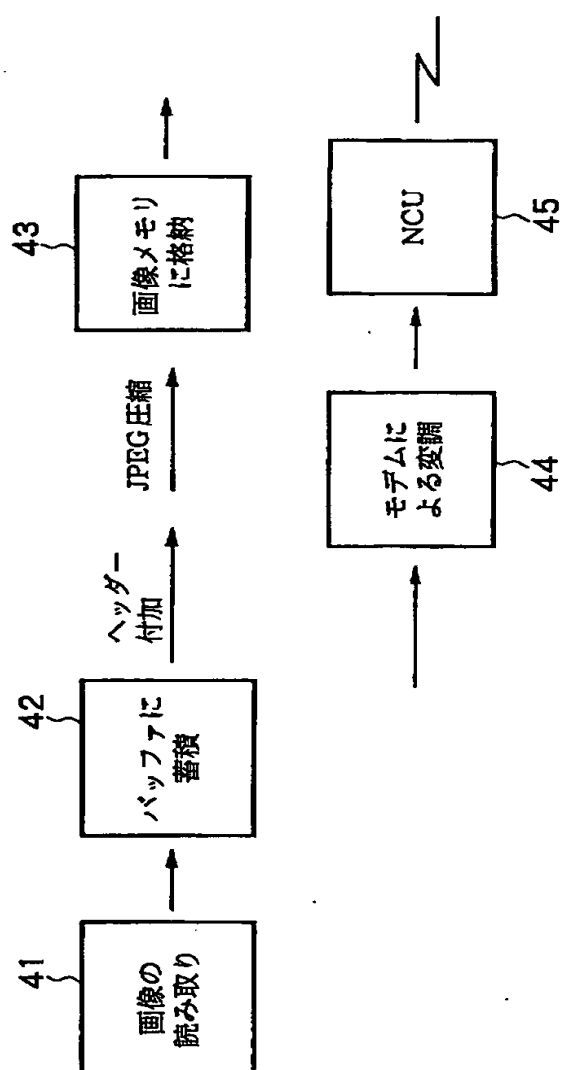 41
画像の
読み取り
42
バッファに
蓄積
ヘッダー
付加
JPEG圧縮
43
画像メモリ
に格納
モデムに
よる変調
44
NCU
45